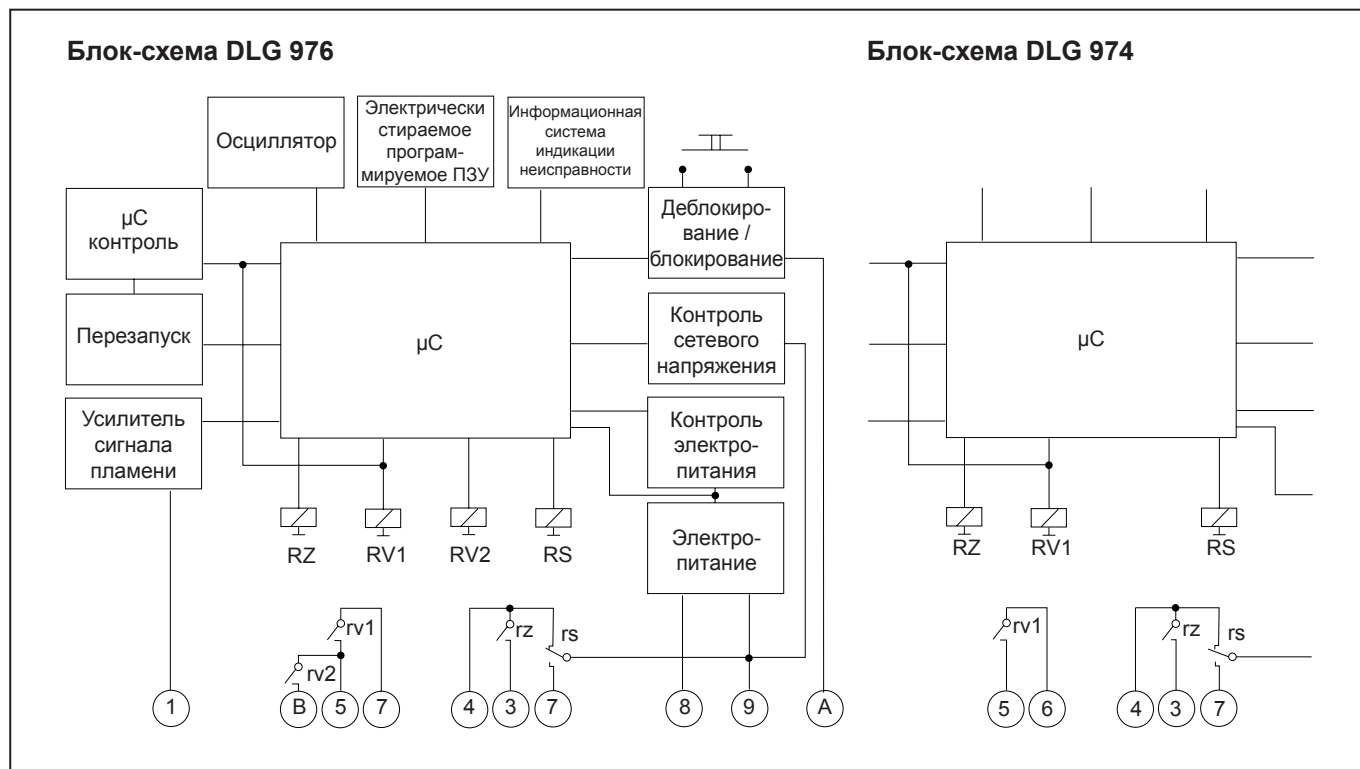 Блок-схема DLG 976
Осциллятор
Электрически
стираемое
програм-
мируемое ПЗУ
Информационная
система
индикации
неисправности
µC
контроль
Деблокиро-
вание /
блокирование
Перезапуск
µC
Контроль
сетевого
напряжения
Усилитель
сигнала
пламени
Контроль
электро-
питания
Электро-
питание
RZ
RV1
RV2
RS
rv1
rv2
rz
rs
1
B
5
7
4
3
7
8
9
A
Блок-схема DLG 974
µC
RZ
RV1
RS
rv1
rz
rs
5
6
4
3
7